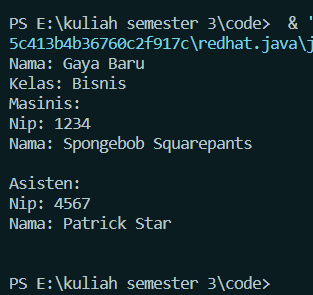 PS E:\kuliah semester 3\code>  & '
5c413b4b36760c2f917c\redhat.java\j
Nama: Gaya Baru
Kelas: Bisnis
Masinis:
Nip: 1234
Nama: Spongebob Squarepants
Asisten:
Nip: 4567
Nama: Patrick Star
PS E:\kuliah semester 3\code>